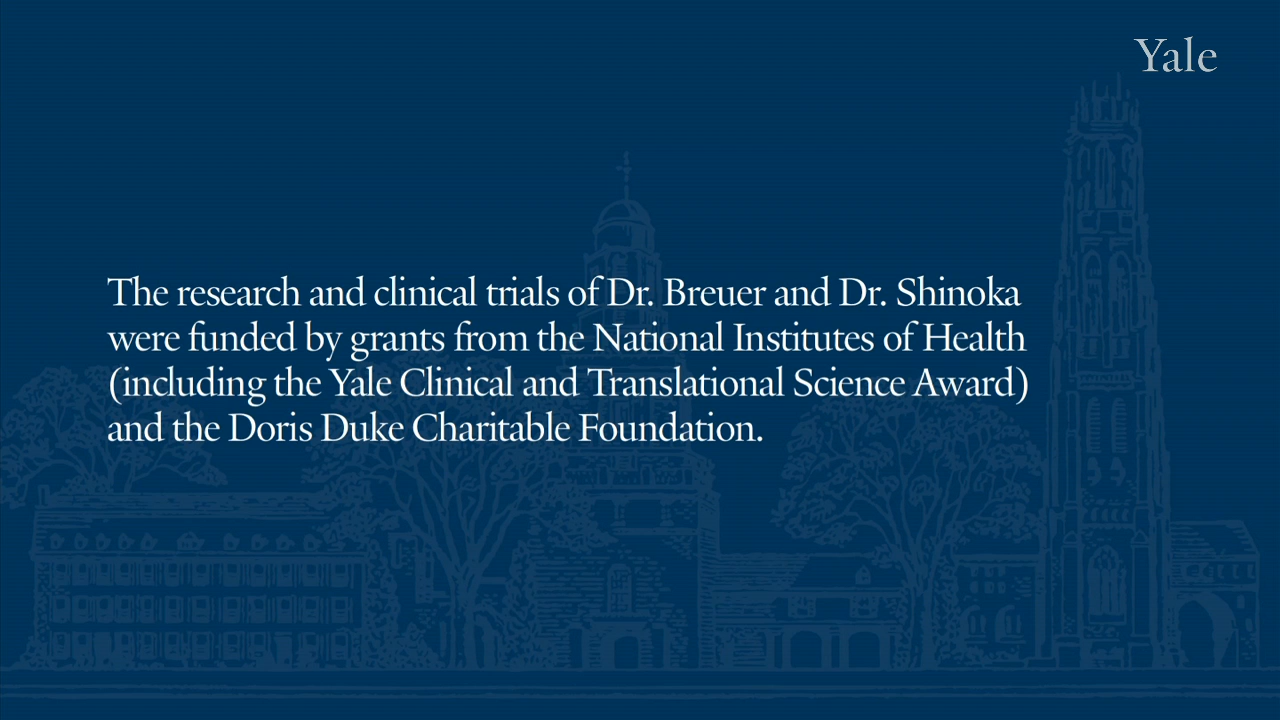 Yale
The research and clinical trials of Dr. Breuer and Dr. Shinoka
were funded by grants from the National Institutes of Health
(including the Yale Clinical and Translational Science Award)
and the Doris Duke Charitable Foundation.